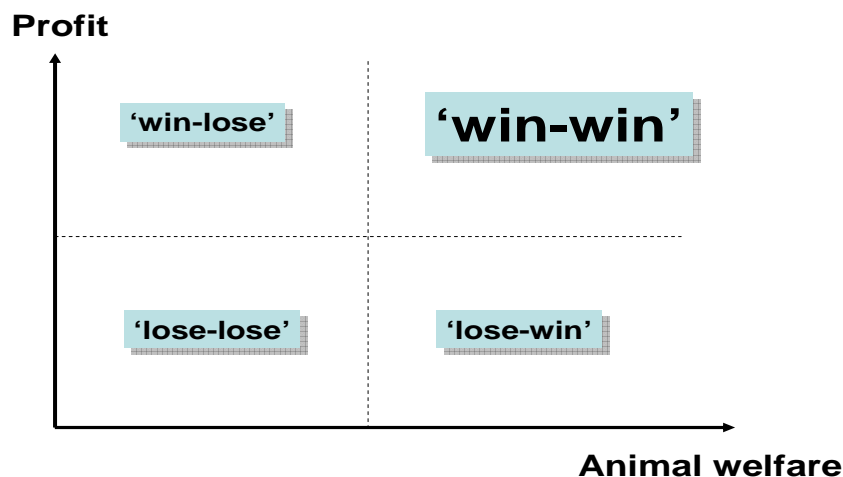 Profit
‘win-lose’
‘win-win’
‘lose-lose’
‘lose-win’
Animal welfare